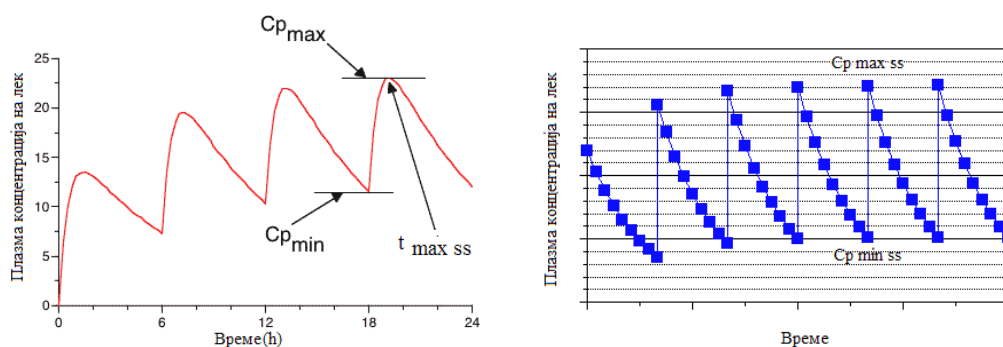 Cpmax
25
20
15
10
5
0
Плазма концентрација на лек
Cpmin
t max ss
0 6 12 18 24
Време(h)
Cp max ss
Плазма концентрација на лек
Cp min ss
Време